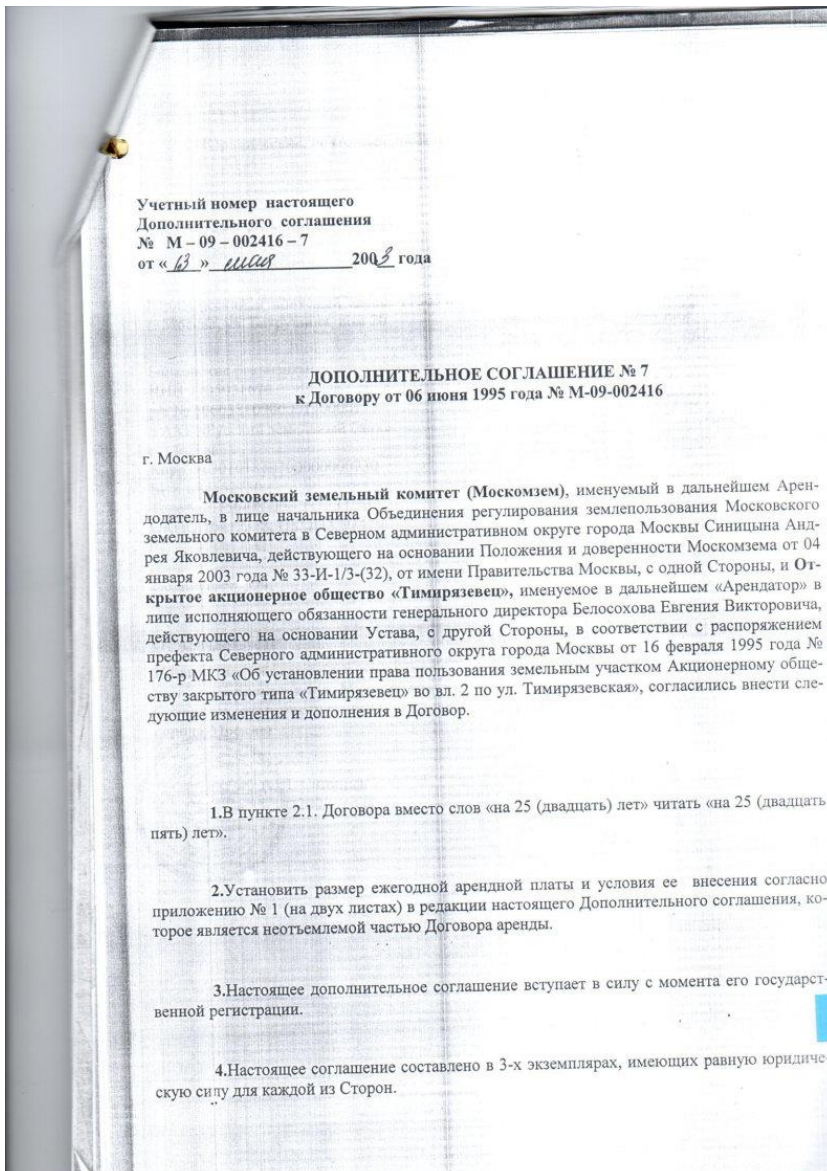 Учетный номер настоящего
Дополнительного соглашения
№ М – 09 – 002416 – 7
от «13» мая 2003 года
ДОПОЛНИТЕЛЬНОЕ СОГЛАШЕНИЕ № 7
к Договору от 06 июня 1995 года № М-09-002416
г. Москва
Московский земельный комитет (Москомзем), именуемый в дальнейшем Арен-
додатель, в лице начальника Объединения регулирования землепользования Московского
земельного комитета в Северном административном округе города Москвы Синицына Анд-
рея Яковлевича, действующего на основании Положения и доверенности Москомзема от 04
января 2003 года № 33-И-1/3-(32), от имени Правительства Москвы, с одной Стороны, и От-
крытое акционерное общество «Тимирязевец», именуемое в дальнейшем «Арендатор» в
лице исполняющего обязанности генерального директора Белосохова Евгения Викторовича,
действующего на основании Устава, с другой Стороны, в соответствии с распоряжением
префекта Северного административного округа города Москвы от 16 февраля 1995 года №
176-р МКЗ «Об установлении права пользования земельным участком Акционерному обще-
ству закрытого типа «Тимирязевец» во вл. 2 по ул. Тимирязевская», согласились внести сле-
дующие изменения и дополнения в Договор.
1.В пункте 2.1. Договора вместо слов «на 25 (двадцать) лет» читать «на 25 (двадцать
пять) лет».
2.Установить размер ежегодной арендной платы и условия ее внесения согласно
приложению № 1 (на двух листах) в редакции настоящего Дополнительного соглашения, ко-
торое является неотъемлемой частью Договора аренды.
3.Настоящее дополнительное соглашение вступает в силу с момента его государст-
венной регистрации.
4.Настоящее соглашение составлено в 3-х экземплярах, имеющих равную юридиче-
скую силу для каждой из Сторон.